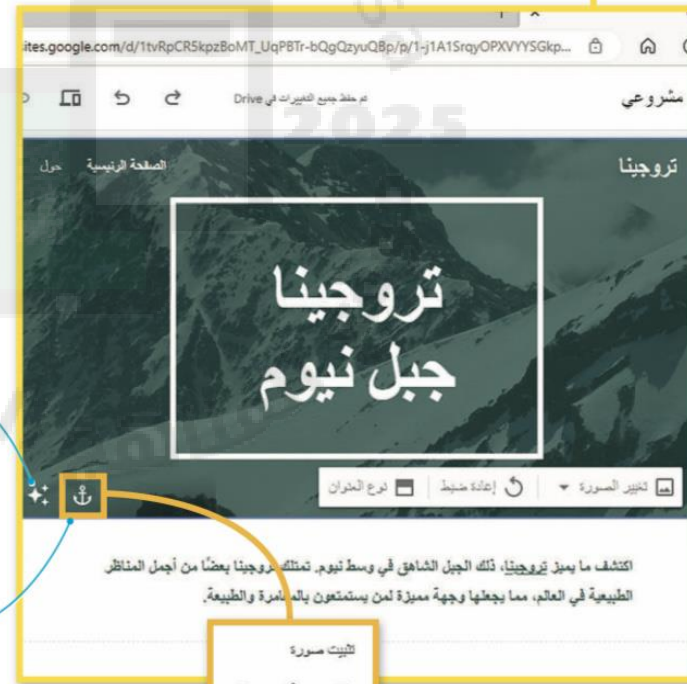 ites.google.com/d/1tvRpCR5kpzBoMT_UqPBTr-bQgQzyuQBp/p/1-j1A1SrqyOPXVYYSGkp...
مشروعي
تم حفظ جميع التغييرات في Drive
تروجينا
الصفحة الرئيسية
حول
2025
تروجينا
جبل نيوم
تغيير الصورة
إعادة ضبط
نوع العنوان
اكتشف ما يميز تروجينا، ذلك الجبل الشاهق في وسط نيوم. تمتلك تروجينا بعضًا من أجمل المناظر
الطبيعية في العالم، مما يجعلها وجهة مميزة لمن يستمتعون بالمغامرة والطبيعة.
تثبيت صورة